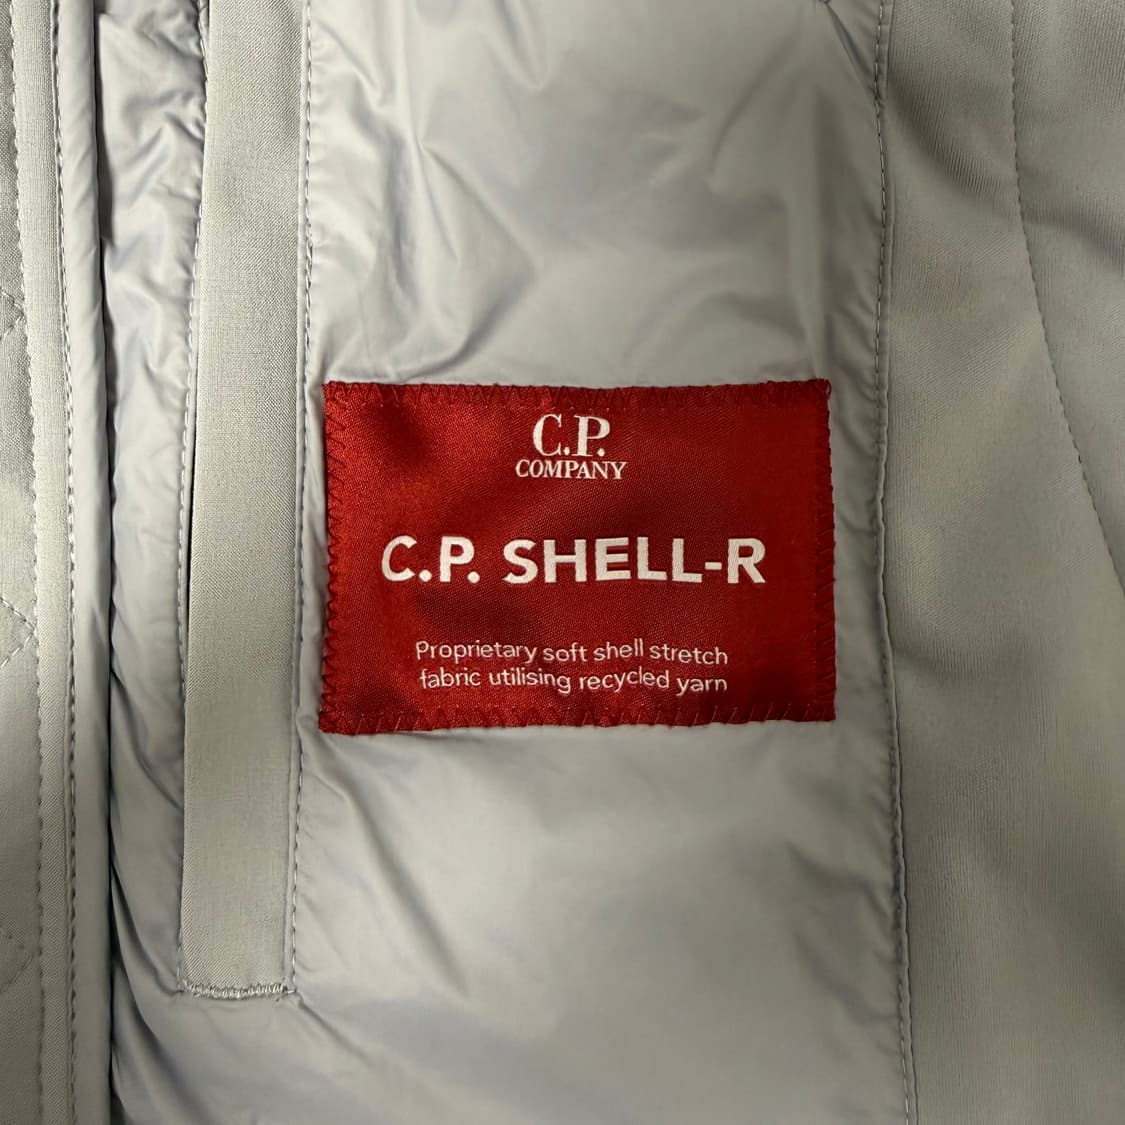 C.P.
COMPANY
C.P. SHELL-R
Proprietary soft shell stretch
fabric utilising recycled yarn